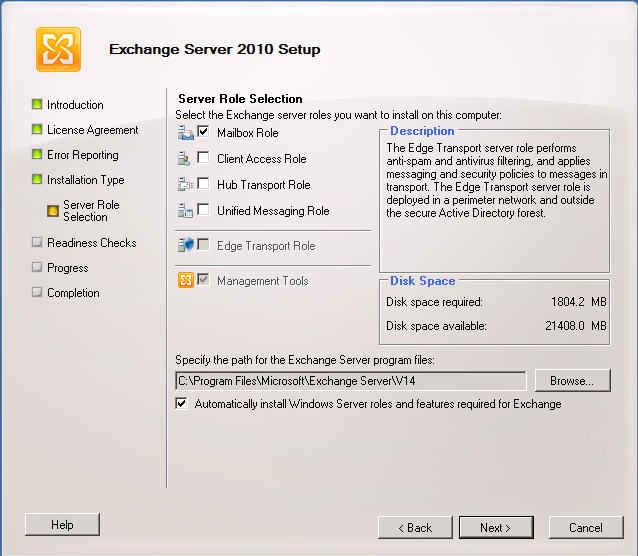 Exchange Server 2010 Setup
Introduction
License Agreement
Error Reporting
Installation Type
Server Role
Selection
Readiness Checks
Progress
Completion
Server Role Selection
Select the Exchange server roles you want to install on this computer:
Mailbox Role
Client Access Role
Hub Transport Role
Unified Messaging Role
Edge Transport Role
Management Tools
Description
The Edge Transport server role performs
anti-spam and antivirus filtering, and applies
messaging and security policies to messages in
transport. The Edge Transport server role is
deployed in a perimeter network and outside
the secure Active Directory forest.
Disk Space
Disk space required: 1804.2 MB
Disk space available: 21408.0 MB
Specify the path for the Exchange Server program files:
C:\Program Files\Microsoft\Exchange Server\V14
Browse...
Automatically install Windows Server roles and features required for Exchange
Help
< Back
Next >
Cancel